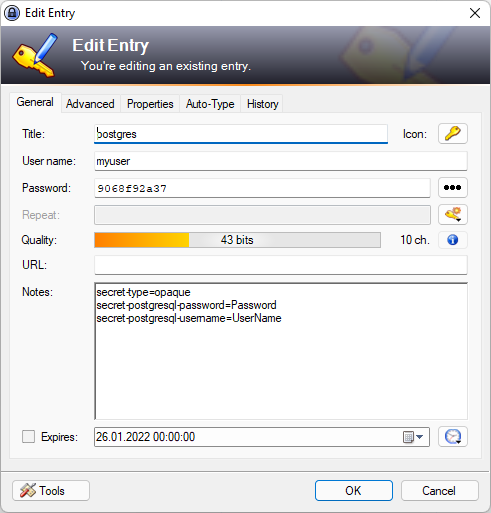 Edit Entry
Edit Entry
You're editing an existing entry.
General Advanced Properties Auto-Type History
Title: postgres Icon:
User name: myuser
Password: 9068f92a37
Repeat:
Quality: 43 bits 10 ch.
URL:
Notes: secret-type=opaque
secret-postgresql-password=Password
secret-postgresql-username=UserName
Expires: 26.01.2022 00:00:00
Tools OK Cancel